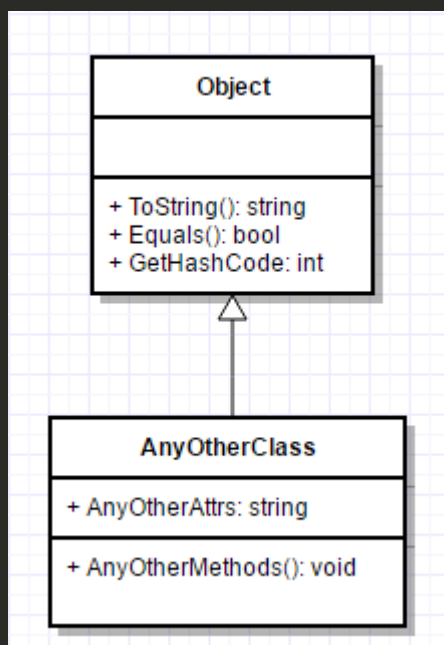 Object
+ ToString(): string
+ Equals(): bool
+ GetHashCode: int
AnyOtherClass
+ AnyOtherAttrs: string
+ AnyOtherMethods(): void